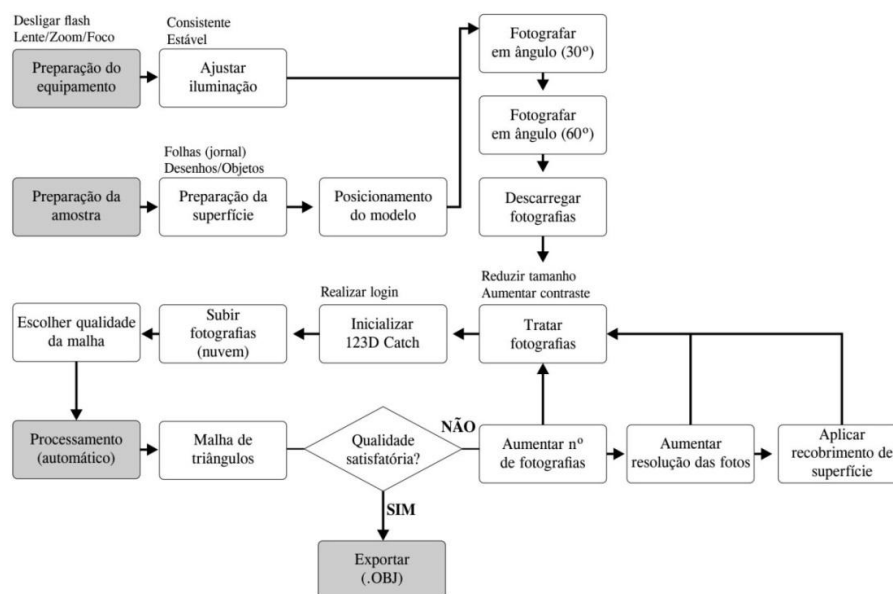 Desligar flash
Lente/Zoom/Foco
Preparação do
equipamento
Consistente
Estável
Ajustar
iluminação
Fotografar
em ângulo (30º)
Fotografar
em ângulo (60º)
Preparação da
amostra
Folhas (jornal)
Desenhos/Objetos
Preparação da
superfície
Posicionamento
do modelo
Descarregar
fotografias
Reduzir tamanho
Aumentar contraste
Tratar
fotografias
Realizar login
Inicializar
123D Catch
Subir
fotografias
(nuvem)
Escolher qualidade
da malha
Processamento
(automático)
Malha de
triângulos
Qualidade
satisfatória?
NÃO
Aumentar nº
de fotografias
Aumentar
resolução das fotos
Aplicar
recobrimento de
superfície
SIM
Exportar
(.OBJ)